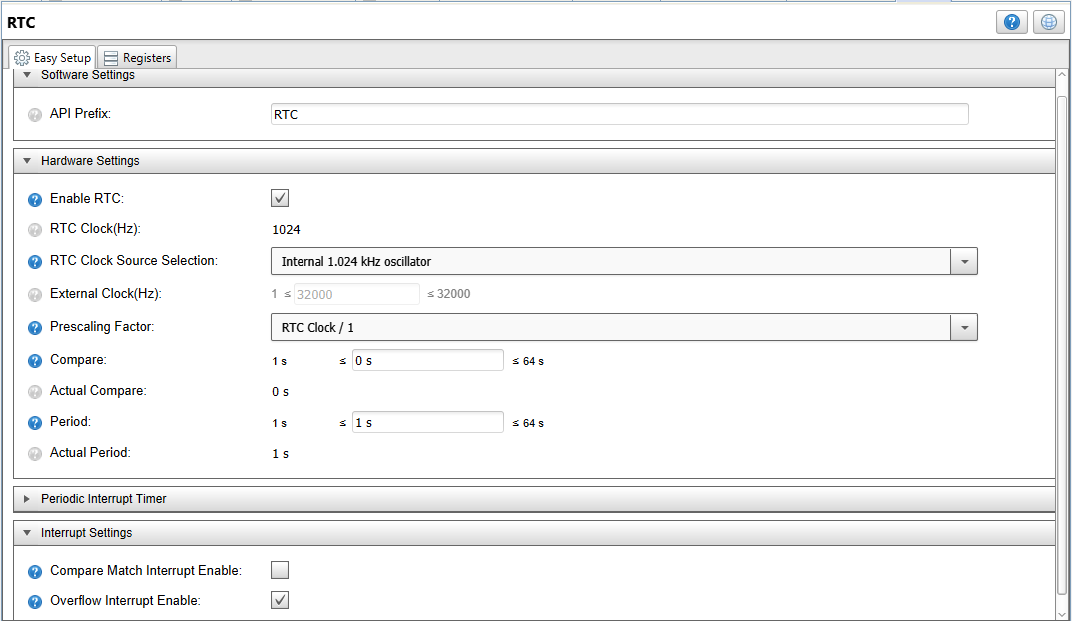 RTC
Easy Setup Registers
Software Settings
API Prefix: RTC
Hardware Settings
Enable RTC:
RTC Clock(Hz): 1024
RTC Clock Source Selection: Internal 1.024 kHz oscillator
External Clock(Hz): 1 ≤ 32000 ≤ 32000
Prescaling Factor: RTC Clock / 1
Compare: 1 s ≤ 0 s ≤ 64 s
Actual Compare: 0 s
Period: 1 s ≤ 1 s ≤ 64 s
Actual Period: 1 s
Periodic Interrupt Timer
Interrupt Settings
Compare Match Interrupt Enable:
Overflow Interrupt Enable: